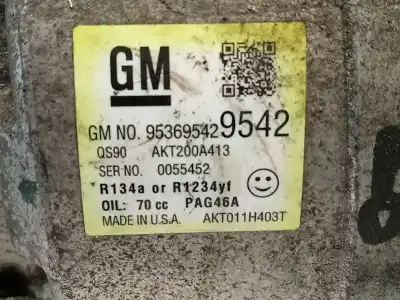 GM
GM NO. 95369542 9542
QS90 AKT200A413
SER NO. 0055452
R134a or R1234yf
OIL: 70 cc PAG46A
MADE IN U.S.A. AKT011H403T